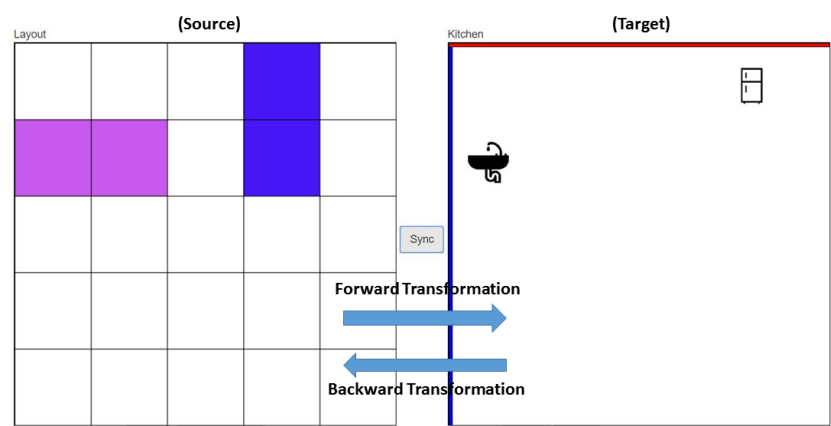 (Source)
(Target)
Layout
Kitchen
Sync
Forward Transformation
Backward Transformation